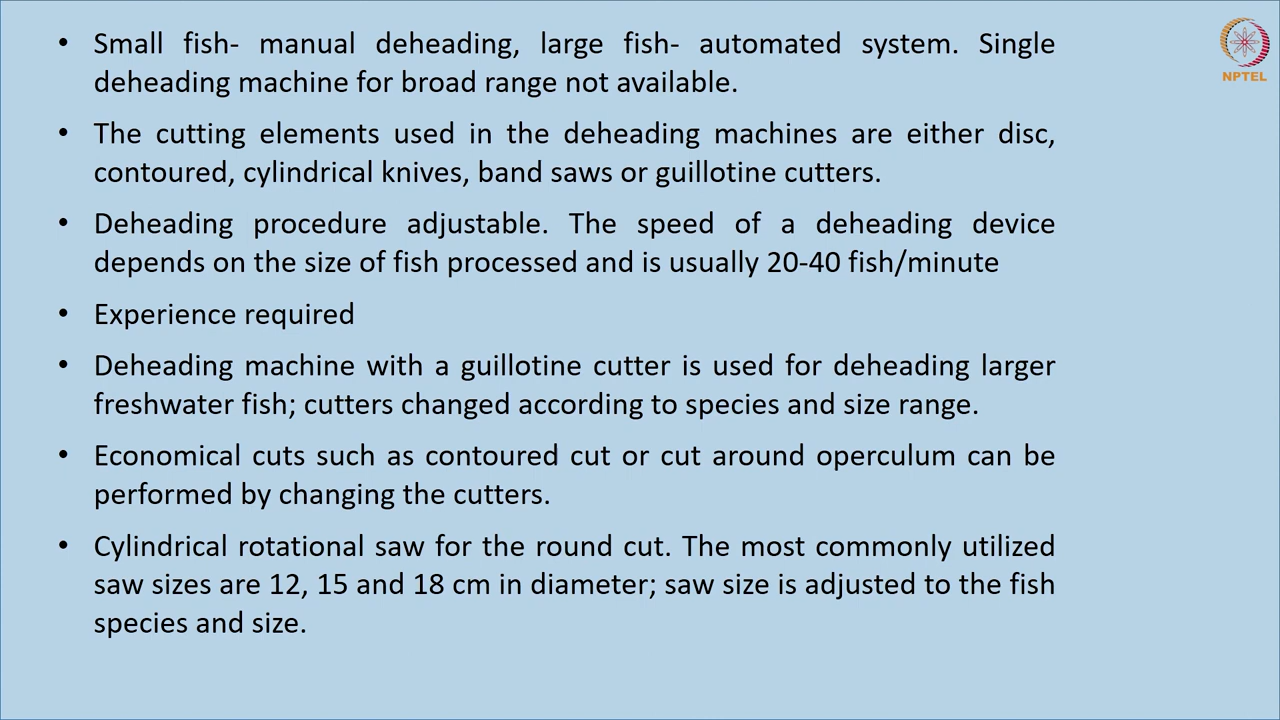 • Small fish- manual deheading, large fish- automated system. Single
deheading machine for broad range not available.
• The cutting elements used in the deheading machines are either disc,
contoured, cylindrical knives, band saws or guillotine cutters.
• Deheading procedure adjustable. The speed of a deheading device
depends on the size of fish processed and is usually 20-40 fish/minute
• Experience required
• Deheading machine with a guillotine cutter is used for deheading larger
freshwater fish; cutters changed according to species and size range.
• Economical cuts such as contoured cut or cut around operculum can be
performed by changing the cutters.
• Cylindrical rotational saw for the round cut. The most commonly utilized
saw sizes are 12, 15 and 18 cm in diameter; saw size is adjusted to the fish
species and size.
NPTEL